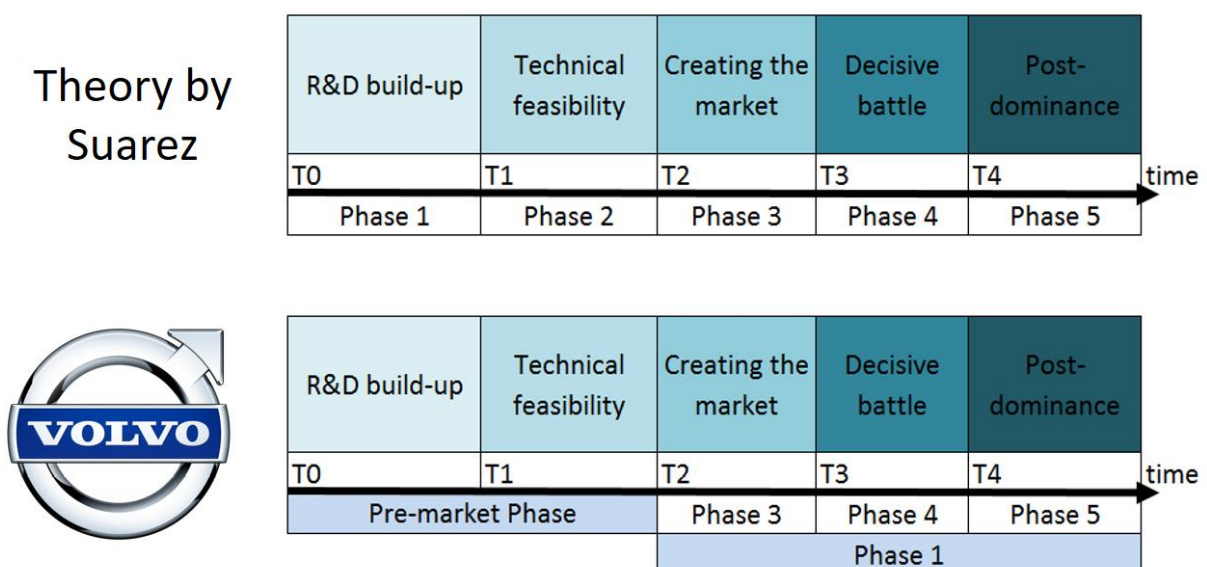 Theory by
Suarez
R&D build-up
Technical
feasibility
Creating the
market
Decisive
battle
Post-
dominance
T0 T1 T2 T3 T4 time
Phase 1 Phase 2 Phase 3 Phase 4 Phase 5
VOLVO
R&D build-up
Technical
feasibility
Creating the
market
Decisive
battle
Post-
dominance
T0 T1 T2 T3 T4 time
Pre-market Phase Phase 3 Phase 4 Phase 5
Phase 1